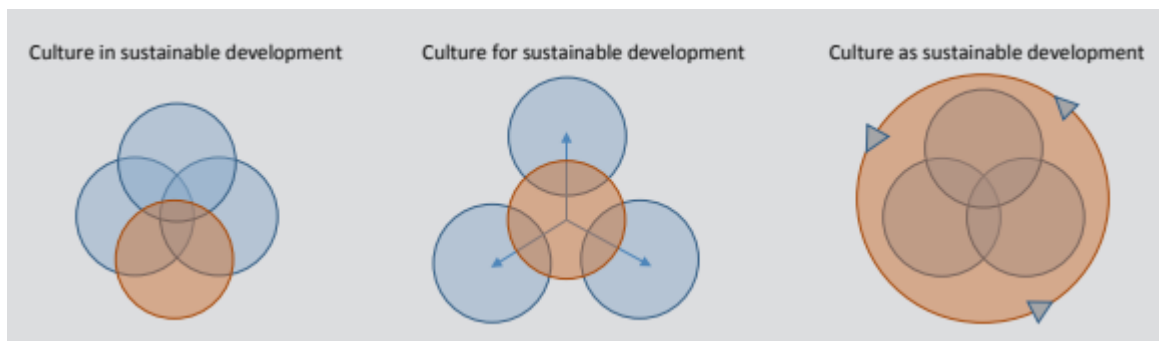 Culture in sustainable development
Culture for sustainable development
Culture as sustainable development